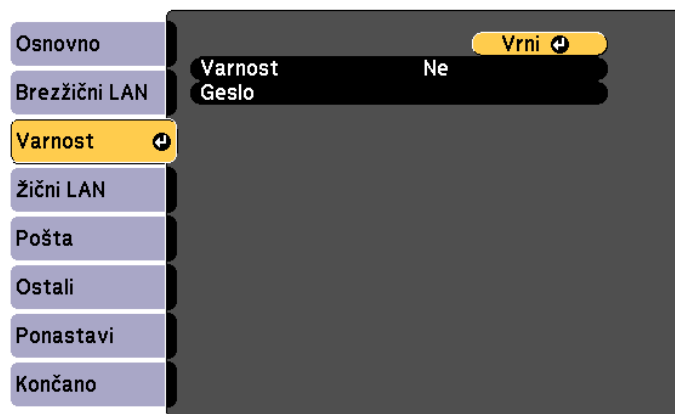 Osnovno
Brezžični LAN
Varnost
Žični LAN
Pošta
Ostali
Ponastavi
Končano
Vrni
Varnost Ne
Geslo